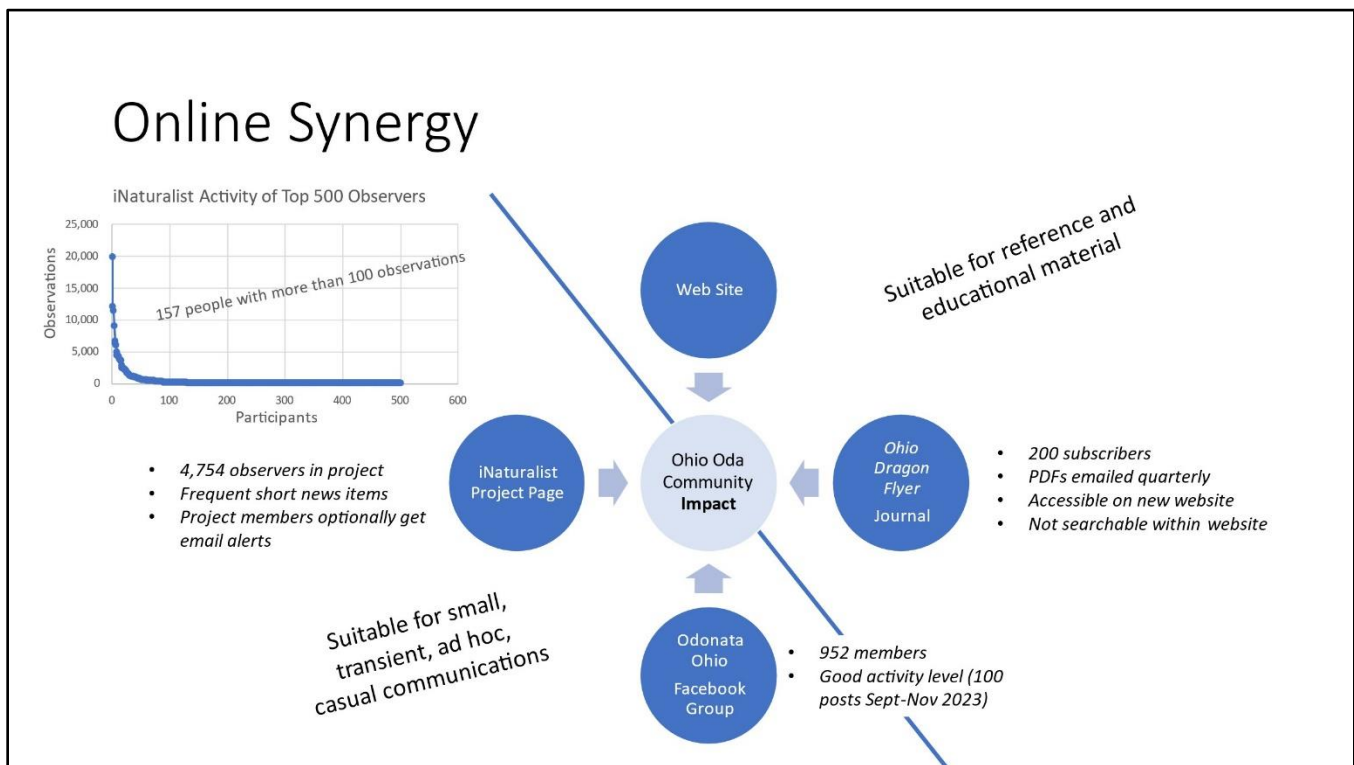 Online Synergy
iNaturalist Activity of Top 500 Observers
25,000
20,000
15,000
10,000
5,000
0
Observations
157 people with more than 100 observations
0 100 200 300 400 500 600
Participants
Suitable for reference and
educational material
Web Site
• 4,754 observers in project
• Frequent short news items
• Project members optionally get
email alerts
iNaturalist
Project Page
Ohio Oda
Community
Impact
Ohio
Dragon
Flyer
Journal
• 200 subscribers
• PDFs emailed quarterly
• Accessible on new website
• Not searchable within website
Suitable for small,
transient, ad hoc,
casual communications
Odonata
Ohio
Facebook
Group
• 952 members
• Good activity level (100
posts Sept-Nov 2023)